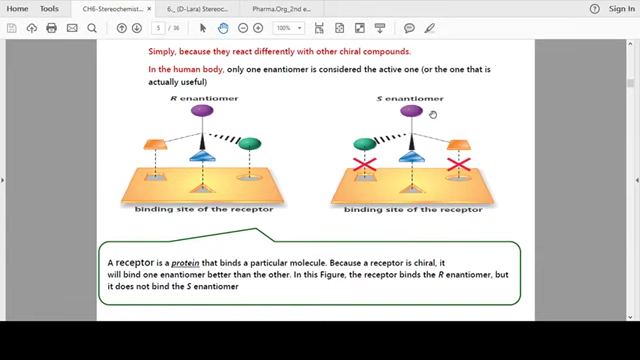 CH6-Stereochemist...
6._ (D-Lara) Stereoc...
Pharma.Org_2nd e...
Sign In
5 / 36
100%
Share
Simply, because they react differently with other chiral compounds.
In the human body, only one enantiomer is considered the active one (or the one that is
actually useful)
R enantiomer
S enantiomer
binding site of the receptor
binding site of the receptor
A receptor is a protein that binds a particular molecule. Because a receptor is chiral, it
will bind one enantiomer better than the other. In this Figure, the receptor binds the R enantiomer, but
it does not bind the S enantiomer